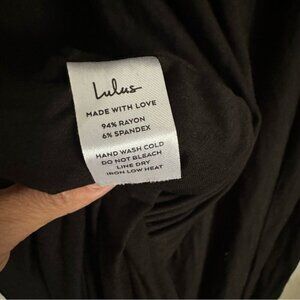 Lulus
MADE WITH LOVE
94% RAYON
6% SPANDEX
HAND WASH COLD
DO NOT BLEACH
LINE DRY
IRON LOW HEAT